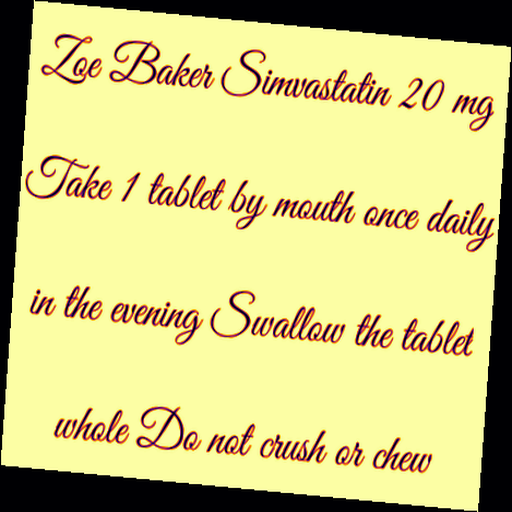 Zoe Baker Simvastatin 20 mg
Take 1 tablet by mouth once daily
in the evening Swallow the tablet
whole Do not crush or chew